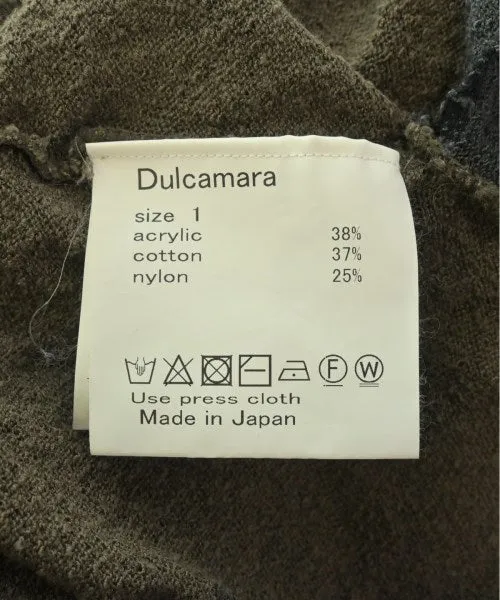 Dulcamara
size 1
acrylic 38%
cotton 37%
nylon 25%
F W
Use press cloth
Made in Japan